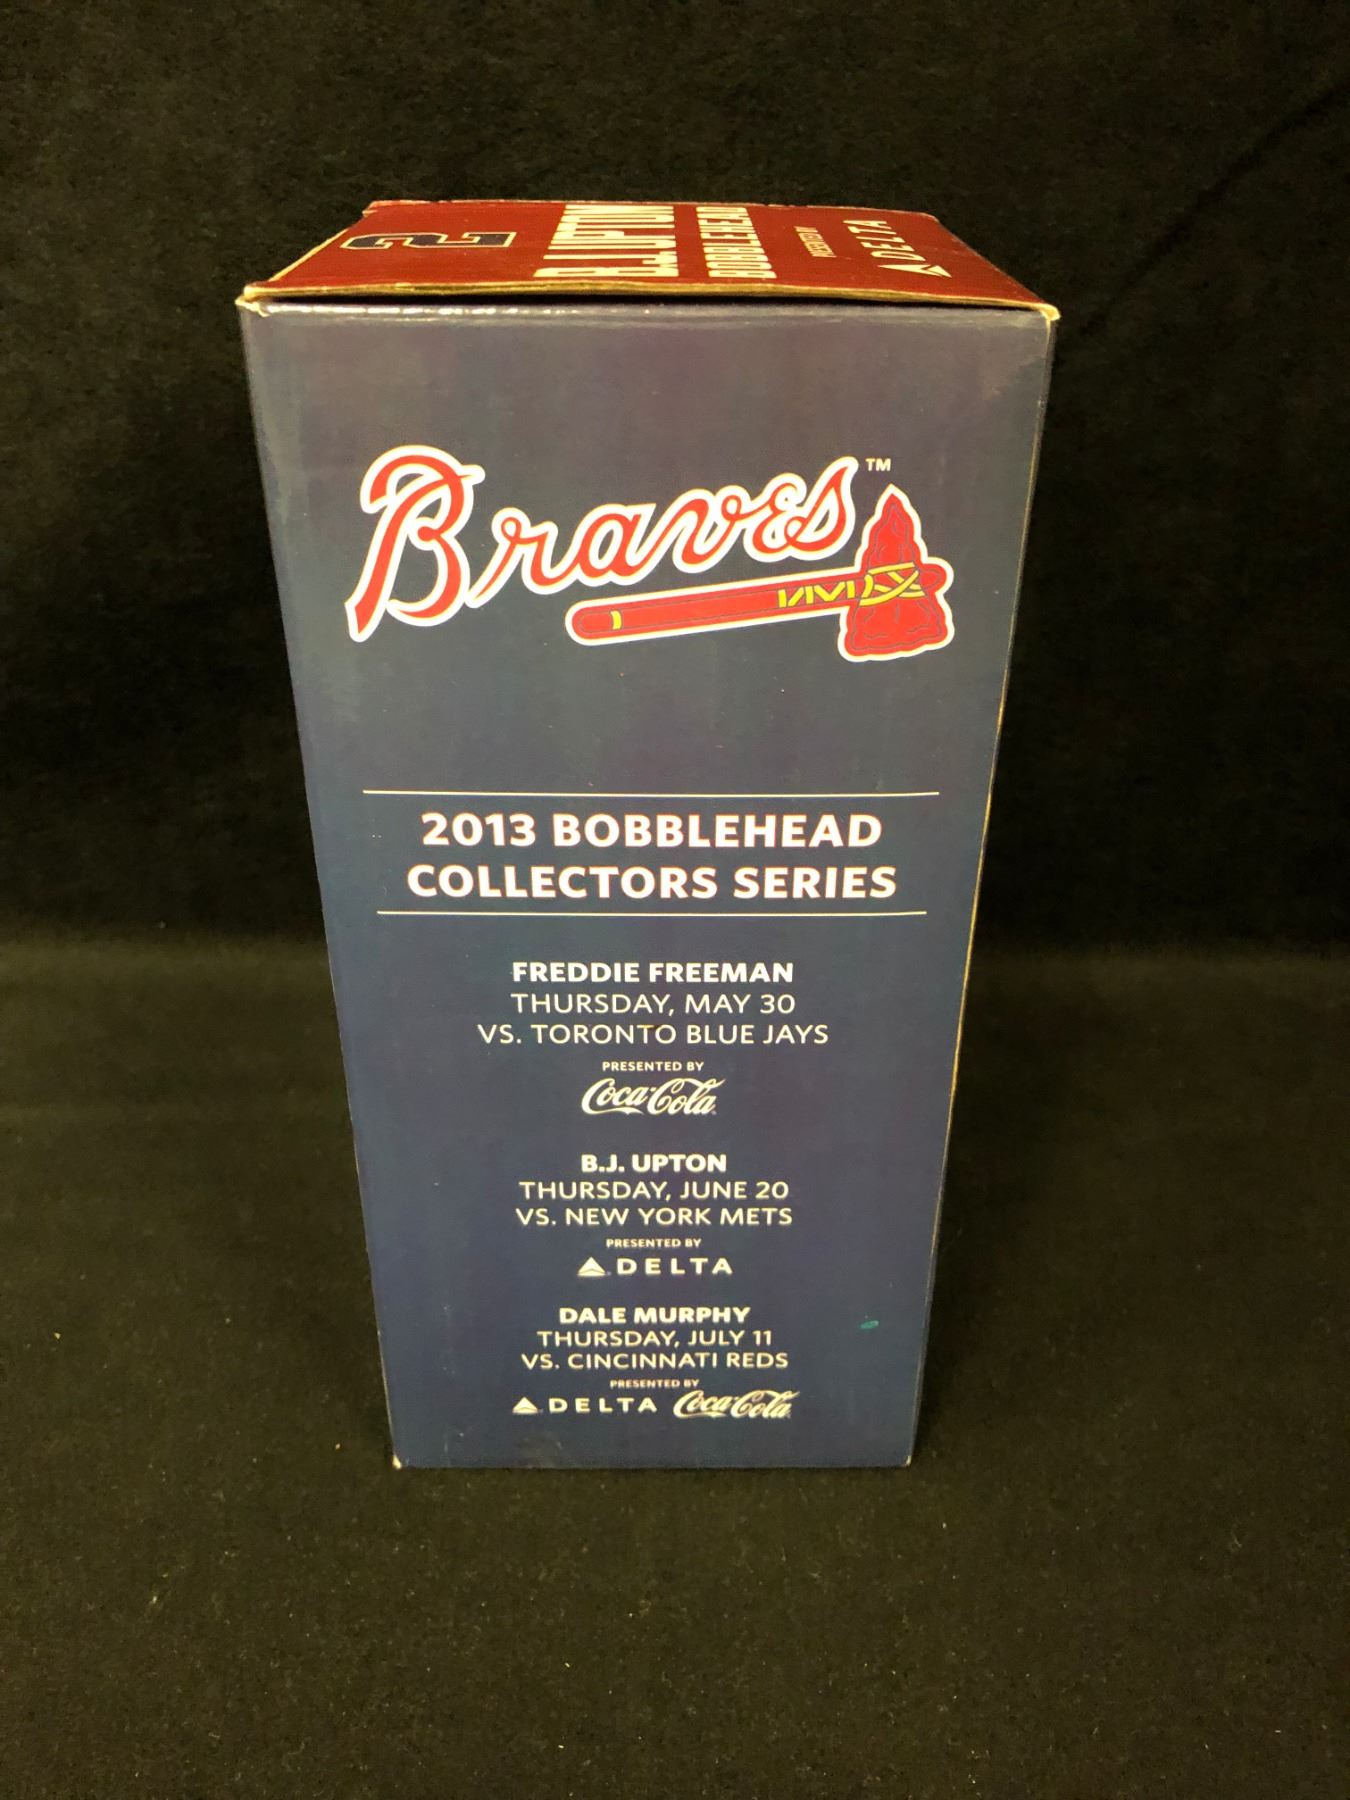 2
B.J. UPTON
BOBBLEHEAD
PRESENTED BY
DELTA
Braves™
2013 BOBBLEHEAD
COLLECTORS SERIES
FREDDIE FREEMAN
THURSDAY, MAY 30
VS. TORONTO BLUE JAYS
PRESENTED BY
Coca-Cola
B.J. UPTON
THURSDAY, JUNE 20
VS. NEW YORK METS
PRESENTED BY
DELTA
DALE MURPHY
THURSDAY, JULY 11
VS. CINCINNATI REDS
PRESENTED BY
DELTA Coca-Cola